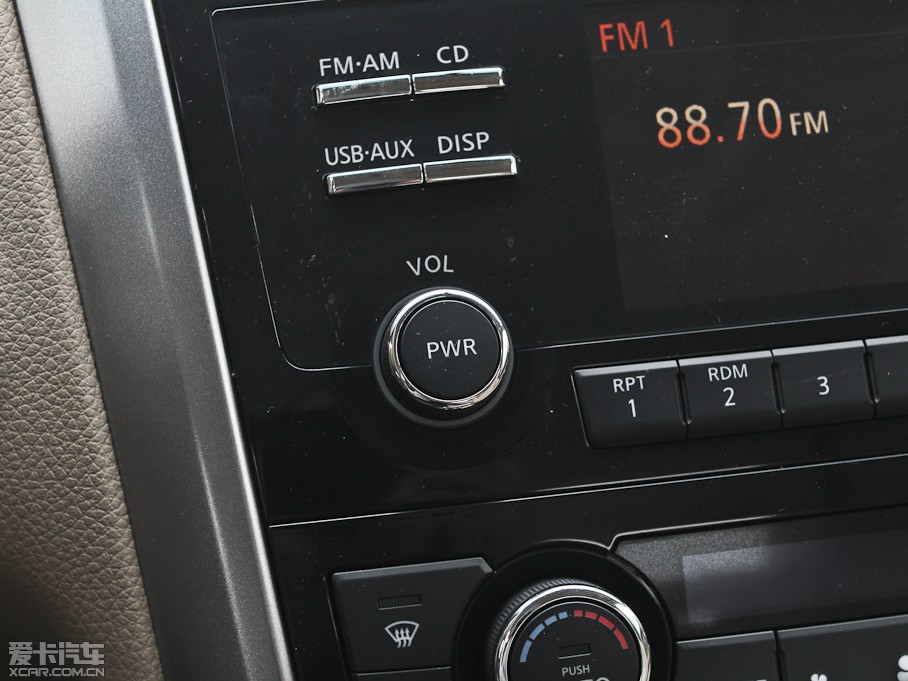 FM·AM CD
FM 1
USB·AUX DISP
88.70 FM
VOL
PWR
RPT
1
RDM
2
3
PUSH
爱卡汽车
XCAR.COM.CN